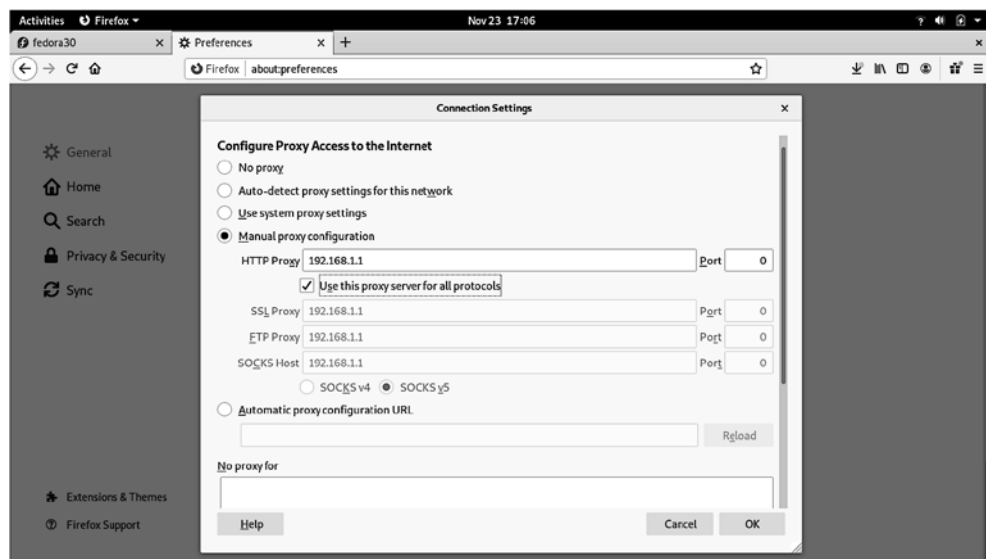 Activities Firefox Nov 23 17:06
fedora30 Preferences
Firefox about:preferences
Connection Settings
General
Home
Search
Privacy & Security
Sync
Extensions & Themes
Firefox Support
Configure Proxy Access to the Internet
No proxy
Auto-detect proxy settings for this network
Use system proxy settings
Manual proxy configuration
HTTP Proxy 192.168.1.1 Port 0
Use this proxy server for all protocols
SSL Proxy 192.168.1.1 Port 0
FTP Proxy 192.168.1.1 Port 0
SOCKS Host 192.168.1.1 Port 0
SOCKS v4 SOCKS v5
Automatic proxy configuration URL
Reload
No proxy for
Help Cancel OK